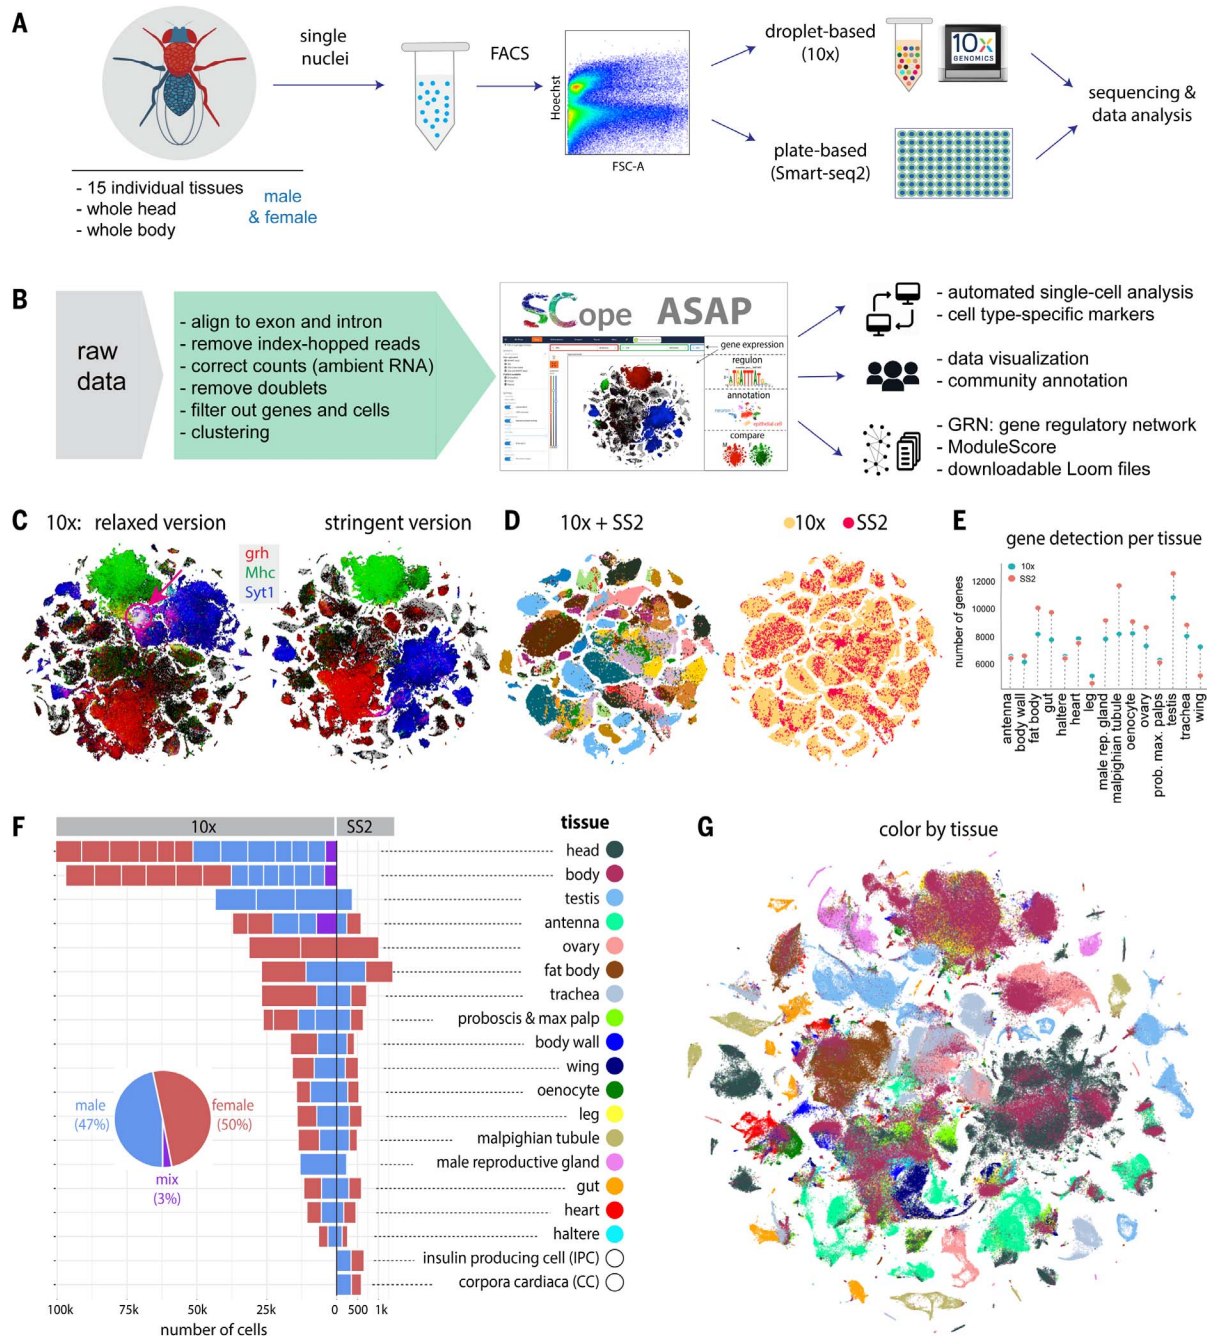 A
single
nuclei
FACS
Hoechst
FSC-A
droplet-based
(10x)
10x
GENOMICS
plate-based
(Smart-seq2)
sequencing &
data analysis
- 15 individual tissues
- whole head
- whole body
male
& female
B
raw
data
- align to exon and intron
- remove index-hopped reads
- correct counts (ambient RNA)
- remove doublets
- filter out genes and cells
- clustering
SCope ASAP
gene expression
regulon
annotation
neuron
epithelial cell
compare
M
F
- automated single-cell analysis
- cell type-specific markers
- data visualization
- community annotation
- GRN: gene regulatory network
- ModuleScore
- downloadable Loom files
C
10x: relaxed version
stringent version
grh
Mhc
Syt1
D
10x + SS2
10x SS2
E
gene detection per tissue
10x
SS2
number of genes
12000
10000
8000
6000
antenna
body wall
fat body
gut
haltere
heart
leg
male rep. gland
malpighian tubule
oenocyte
ovary
prob. max. palps
testis
trachea
wing
F
10x SS2
tissue
head
body
testis
antenna
ovary
fat body
trachea
proboscis & max palp
body wall
wing
oenocyte
leg
malpighian tubule
male reproductive gland
gut
heart
haltere
insulin producing cell (IPC)
corpora cardiaca (CC)
male
(47%)
female
(50%)
mix
(3%)
100k 75k 50k 25k 0 500 1k
number of cells
G
color by tissue